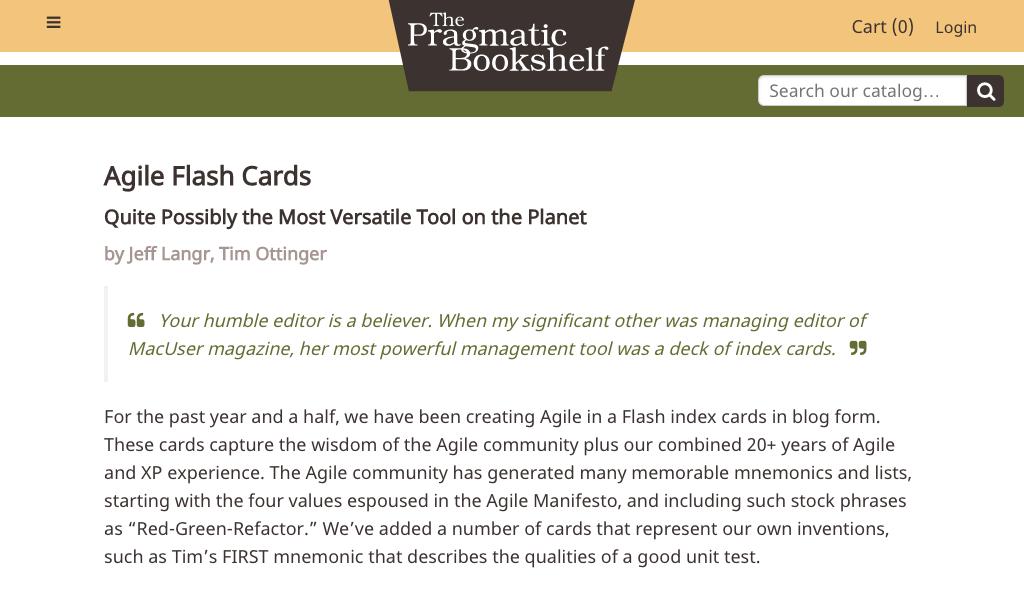 The
Pragmatic
Bookshelf
Cart (0) Login
Search our catalog...
Agile Flash Cards
Quite Possibly the Most Versatile Tool on the Planet
by Jeff Langr, Tim Ottinger
“ Your humble editor is a believer. When my significant other was managing editor of
MacUser magazine, her most powerful management tool was a deck of index cards. ”
For the past year and a half, we have been creating Agile in a Flash index cards in blog form.
These cards capture the wisdom of the Agile community plus our combined 20+ years of Agile
and XP experience. The Agile community has generated many memorable mnemonics and lists,
starting with the four values espoused in the Agile Manifesto, and including such stock phrases
as “Red-Green-Refactor.” We’ve added a number of cards that represent our own inventions,
such as Tim’s FIRST mnemonic that describes the qualities of a good unit test.